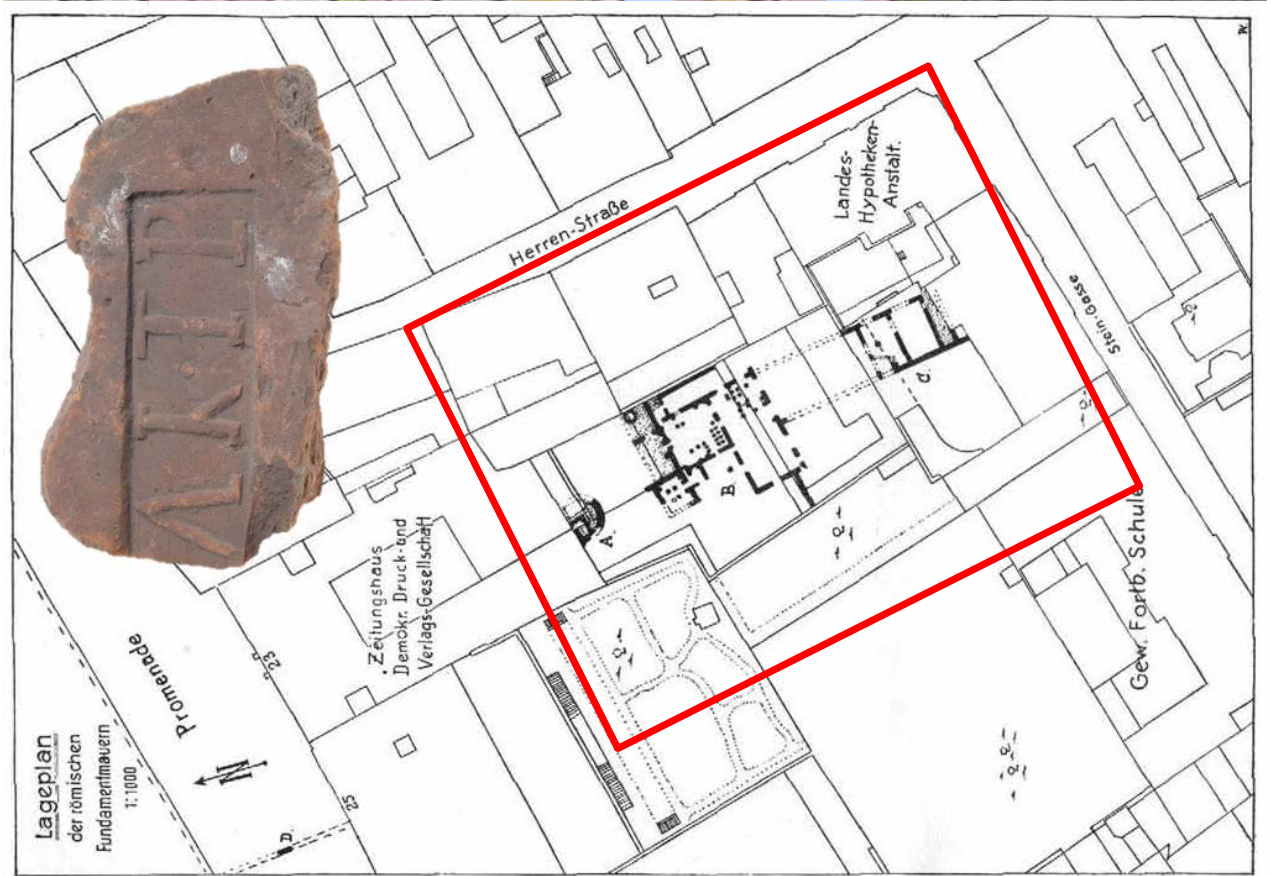 Lageplan
der römischen
Fundamentmauern
1:1000
Promenade
N
D.
25
23
Zeitungshaus
Demokr. Druck- und
Verlags-Gesellschaft
Herren-Straße
Landes-
Hypotheken-
Anstalt.
A.
B.
C.
Stein-Gasse
Gew. Fortb. Schule